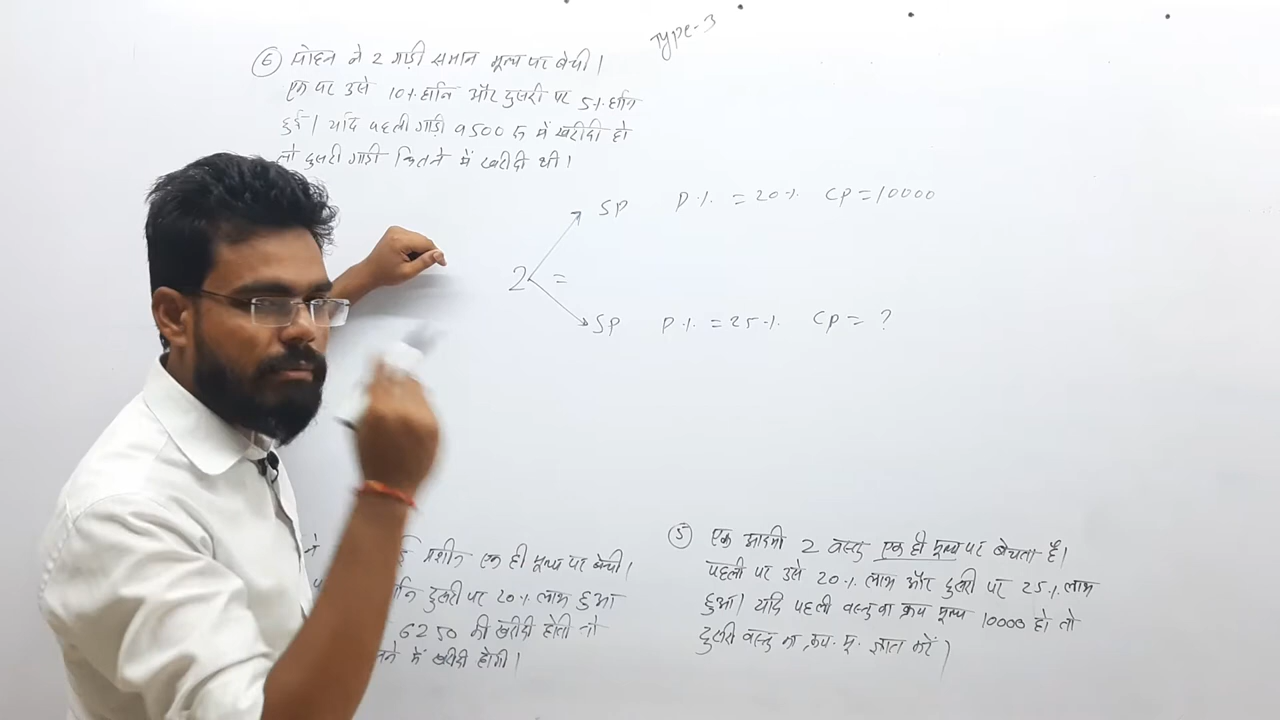 Type-3
⑥ मोहन ने 2 गाड़ी समान मूल्य पर बेची।
एक पर उसे 10% हानि और दुसरी पर 5% हानि
हुई। यदि पहली गाड़ी 9500 रु में खरीदी हो
तो दुसरी गाड़ी कितने में खरीदी थी।
SP P% = 20% CP = 10000
2 =
SP P% = 25% CP = ?
ने मशीन एक ही मूल्य पर बेची।
हानि दुसरी पर 20% लाभ हुआ
6250 की खरीदी होती तो
कितने में खरीदी होगी।
⑤ एक आदमी 2 वस्तु एक ही मूल्य पर बेचता है।
पहली पर उसे 20% लाभ और दुसरी पर 25% लाभ
हुआ। यदि पहली वस्तु का क्रय मूल्य 10000 हो तो
दुसरी वस्तु का क्रय. मू. ज्ञात करें)